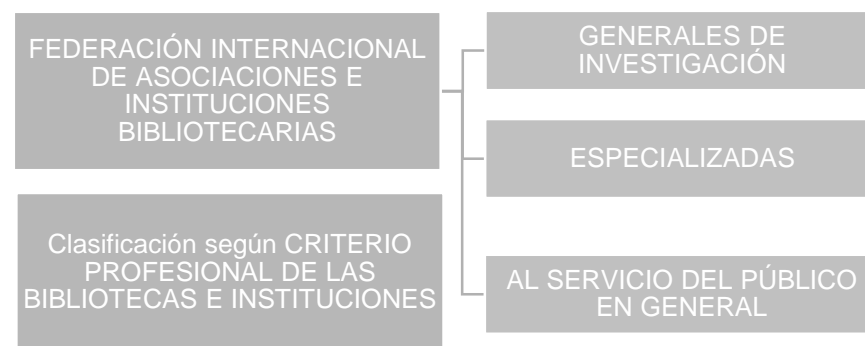 FEDERACIÓN INTERNACIONAL
DE ASOCIACIONES E
INSTITUCIONES
BIBLIOTECARIAS
Clasificación según CRITERIO
PROFESIONAL DE LAS
BIBLIOTECAS E INSTITUCIONES
GENERALES DE
INVESTIGACIÓN
ESPECIALIZADAS
AL SERVICIO DEL PÚBLICO
EN GENERAL